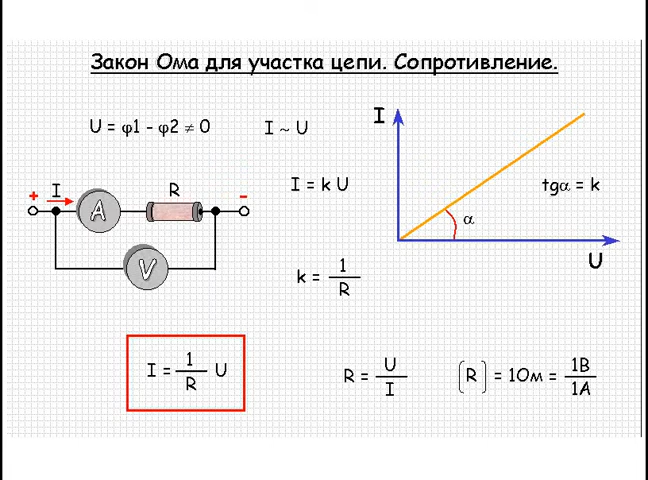 Закон Ома для участка цепи. Сопротивление.
U = φ1 - φ2 ≠ 0
I ~ U
I
I = k U
tgα = k
+ I R -
A
α
U
V
k = 1/R
I = 1/R U
R = U/I
[R] = 1Ом = 1В/1А